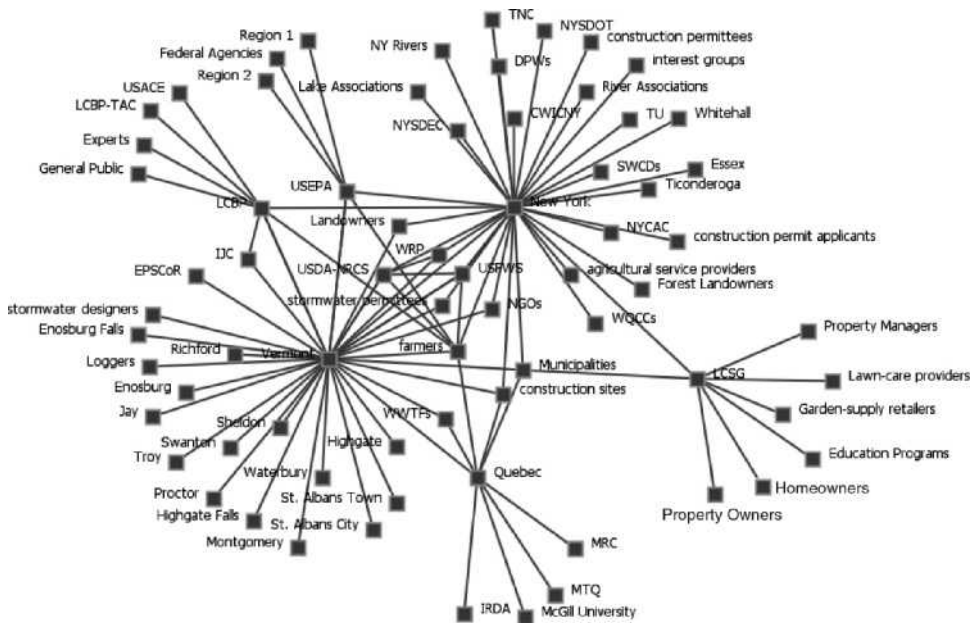 TNC
NYSDOT
Region 1
construction permittees
Federal Agencies
NY Rivers
DPWs
interest groups
Region 2
USACE
Lake Associations
River Associations
LCBP-TAC
CWICNY
TU
Whitehall
NYSDEC
Experts
General Public
USEPA
SWCDs
Essex
Ticonderoga
LCBP
New York
Landowners
NYCAC
construction permit applicants
IJC
WRP
EPSCoR
USDA-NRCS
USFWS
agricultural service providers
Forest Landowners
stormwater designers
stormwater permittees
NGOs
Enosburg Falls
WQCCs
Property Managers
Richford
Vermont
farmers
Loggers
Municipalities
LCSG
Lawn-care providers
Enosburg
construction sites
Jay
Sheldon
WWTFs
Garden-supply retailers
Swanton
Highgate
Troy
Education Programs
Waterbury
Quebec
Proctor
St. Albans Town
Homeowners
Highgate Falls
St. Albans City
Property Owners
Montgomery
MRC
MTQ
IRDA
McGill University